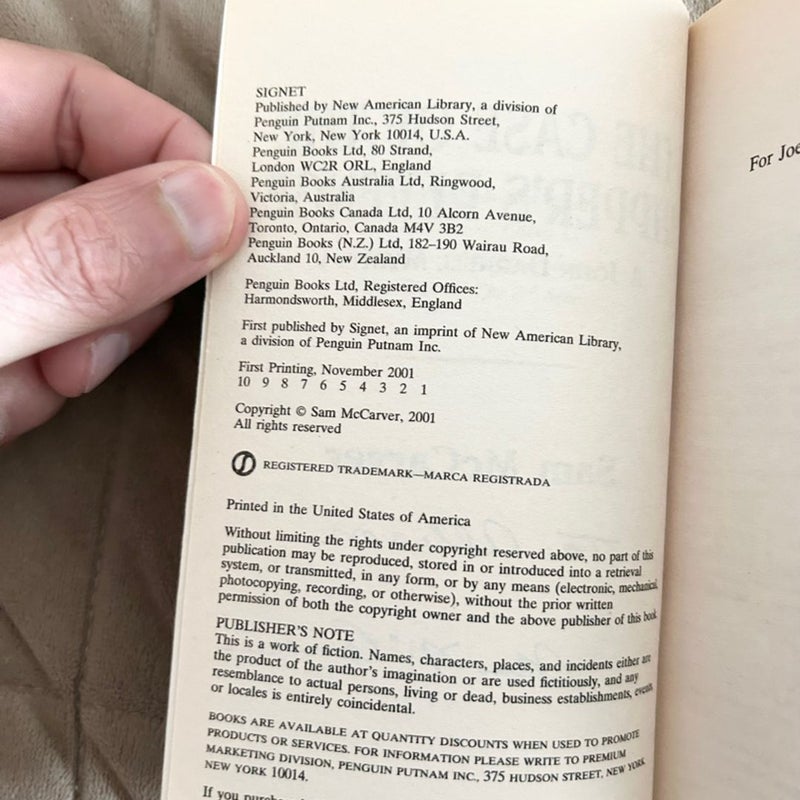 SIGNET
Published by New American Library, a division of
Penguin Putnam Inc., 375 Hudson Street,
New York, New York 10014, U.S.A.
Penguin Books Ltd, 80 Strand,
London WC2R ORL, England
Penguin Books Australia Ltd, Ringwood,
Victoria, Australia
Penguin Books Canada Ltd, 10 Alcorn Avenue,
Toronto, Ontario, Canada M4V 3B2
Penguin Books (N.Z.) Ltd, 182–190 Wairau Road,
Auckland 10, New Zealand
Penguin Books Ltd, Registered Offices:
Harmondsworth, Middlesex, England
First published by Signet, an imprint of New American Library,
a division of Penguin Putnam Inc.
First Printing, November 2001
10 9 8 7 6 5 4 3 2 1
Copyright © Sam McCarver, 2001
All rights reserved
REGISTERED TRADEMARK—MARCA REGISTRADA
Printed in the United States of America
Without limiting the rights under copyright reserved above, no part of this
publication may be reproduced, stored in or introduced into a retrieval
system, or transmitted, in any form, or by any means (electronic, mechanical,
photocopying, recording, or otherwise), without the prior written
permission of both the copyright owner and the above publisher of this book.
PUBLISHER'S NOTE
This is a work of fiction. Names, characters, places, and incidents either are
the product of the author's imagination or are used fictitiously, and any
resemblance to actual persons, living or dead, business establishments, events,
or locales is entirely coincidental.
BOOKS ARE AVAILABLE AT QUANTITY DISCOUNTS WHEN USED TO PROMOTE
PRODUCTS OR SERVICES. FOR INFORMATION PLEASE WRITE TO PREMIUM
MARKETING DIVISION, PENGUIN PUTNAM INC., 375 HUDSON STREET, NEW YORK
NEW YORK 10014.
If you
For Joe